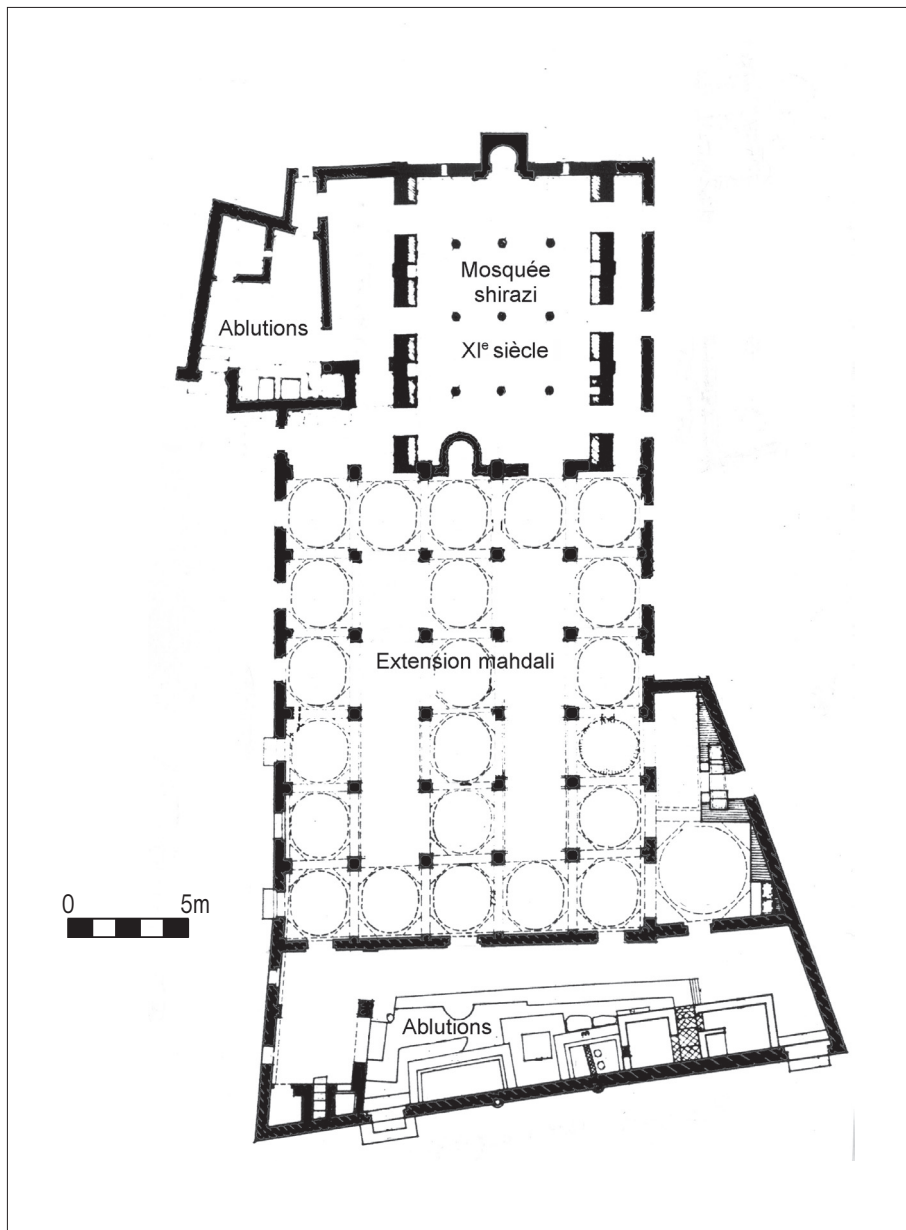 Mosquée
shirazi
XIe siècle
Ablutions
Extension mahdali
0 5m
Ablutions